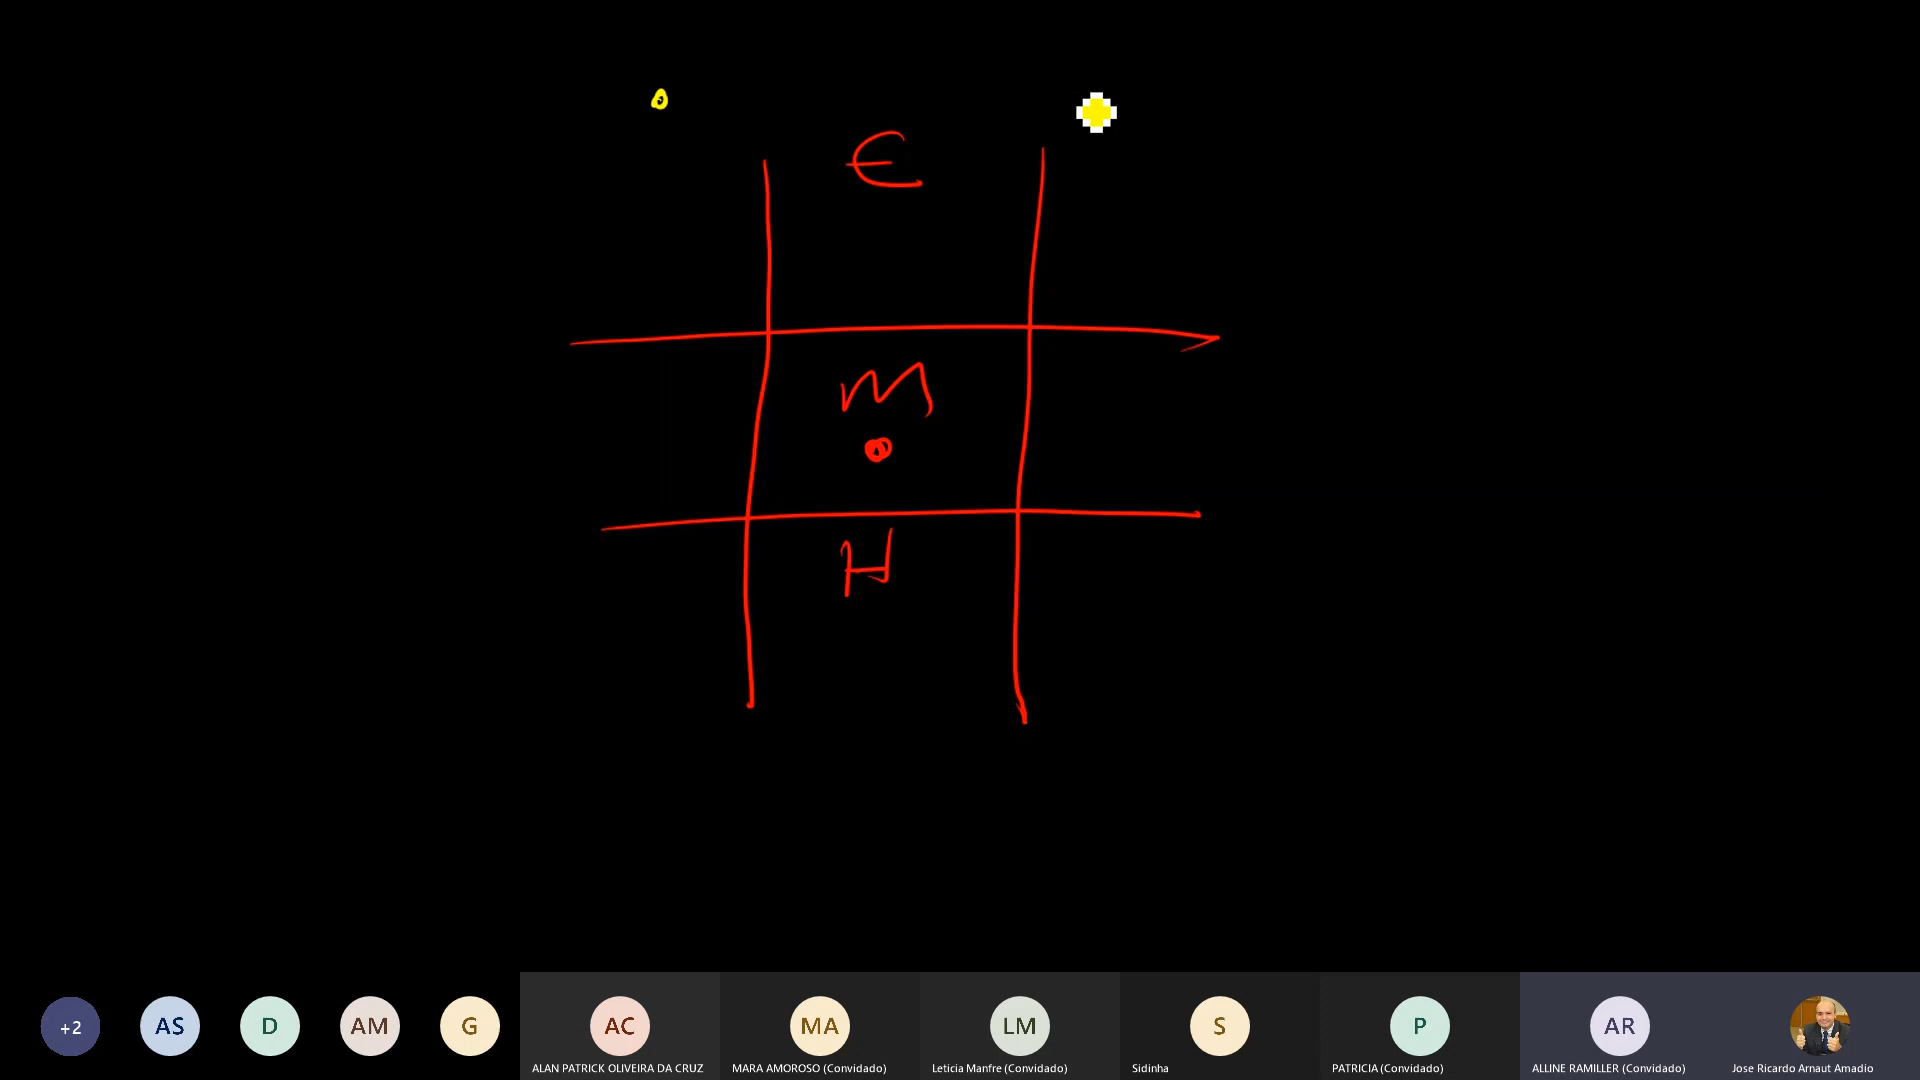 E
M
H
+2
AS
D
AM
G
AC
MA
LM
S
P
AR
ALAN PATRICK OLIVEIRA DA CRUZ
MARA AMOROSO (Convidado)
Leticia Manfre (Convidado)
Sidinha
PATRICIA (Convidado)
ALLINE RAMILLER (Convidado)
Jose Ricardo Arnaut Amadio